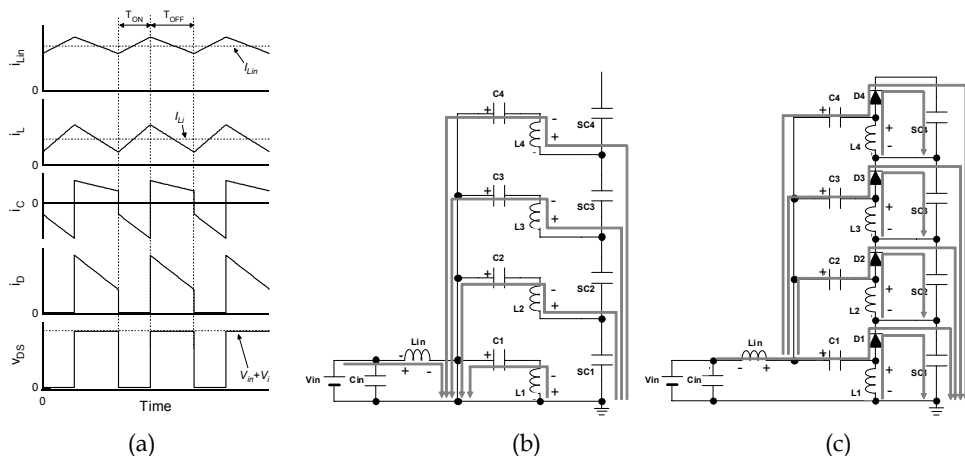 T_ON T_OFF
i_Lin
I_Lin
0
i_L
I_Li
0
i_C
0
i_D
0
v_DS
V_in+V_i
0
0
Time
(a)
C4
+
-
+
L4
SC4
C3
+
-
+
L3
SC3
C2
+
-
+
L2
SC2
Lin
-
+
-
C1
+
-
+
L1
SC1
Vin
Cin
(b)
D4
C4
+
+
-
L4
SC4
D3
C3
+
+
-
L3
SC3
D2
C2
+
+
-
L2
SC2
D1
Lin
-
+
C1
+
+
-
L1
SC1
Vin
Cin
(c)